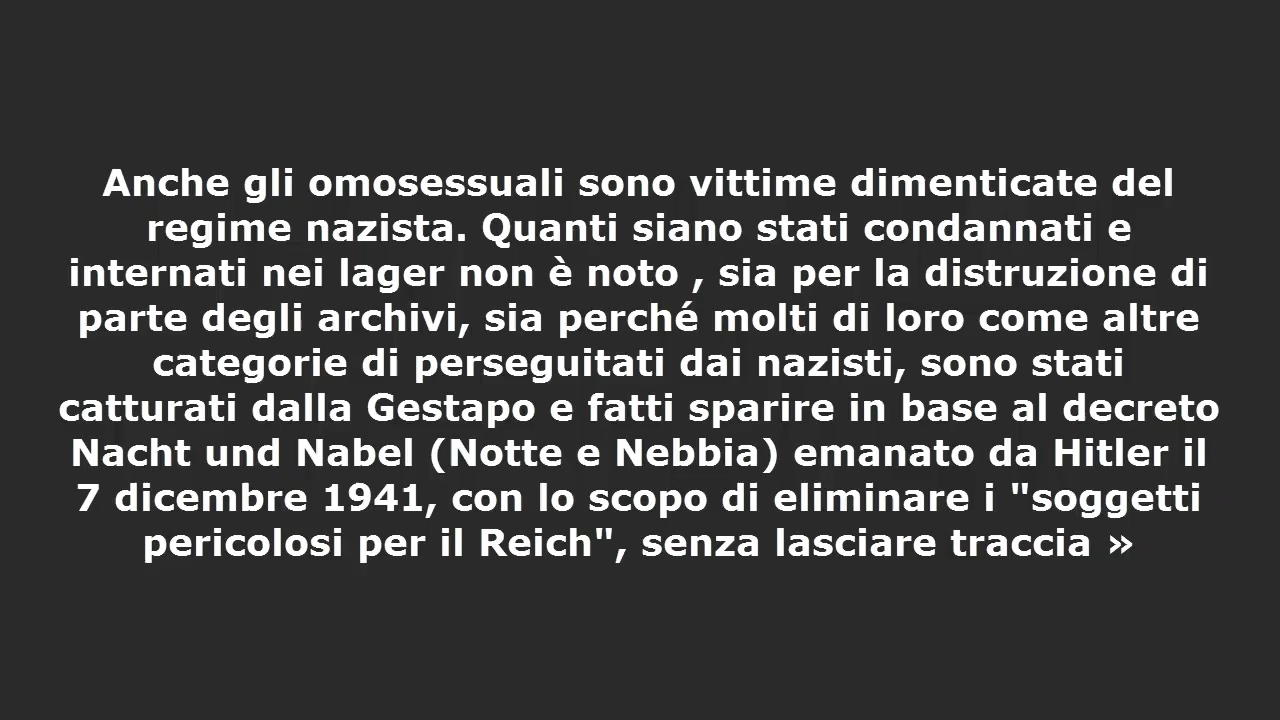 Anche gli omosessuali sono vittime dimenticate del
regime nazista. Quanti siano stati condannati e
internati nei lager non è noto , sia per la distruzione di
parte degli archivi, sia perché molti di loro come altre
categorie di perseguitati dai nazisti, sono stati
catturati dalla Gestapo e fatti sparire in base al decreto
Nacht und Nabel (Notte e Nebbia) emanato da Hitler il
7 dicembre 1941, con lo scopo di eliminare i "soggetti
pericolosi per il Reich", senza lasciare traccia »